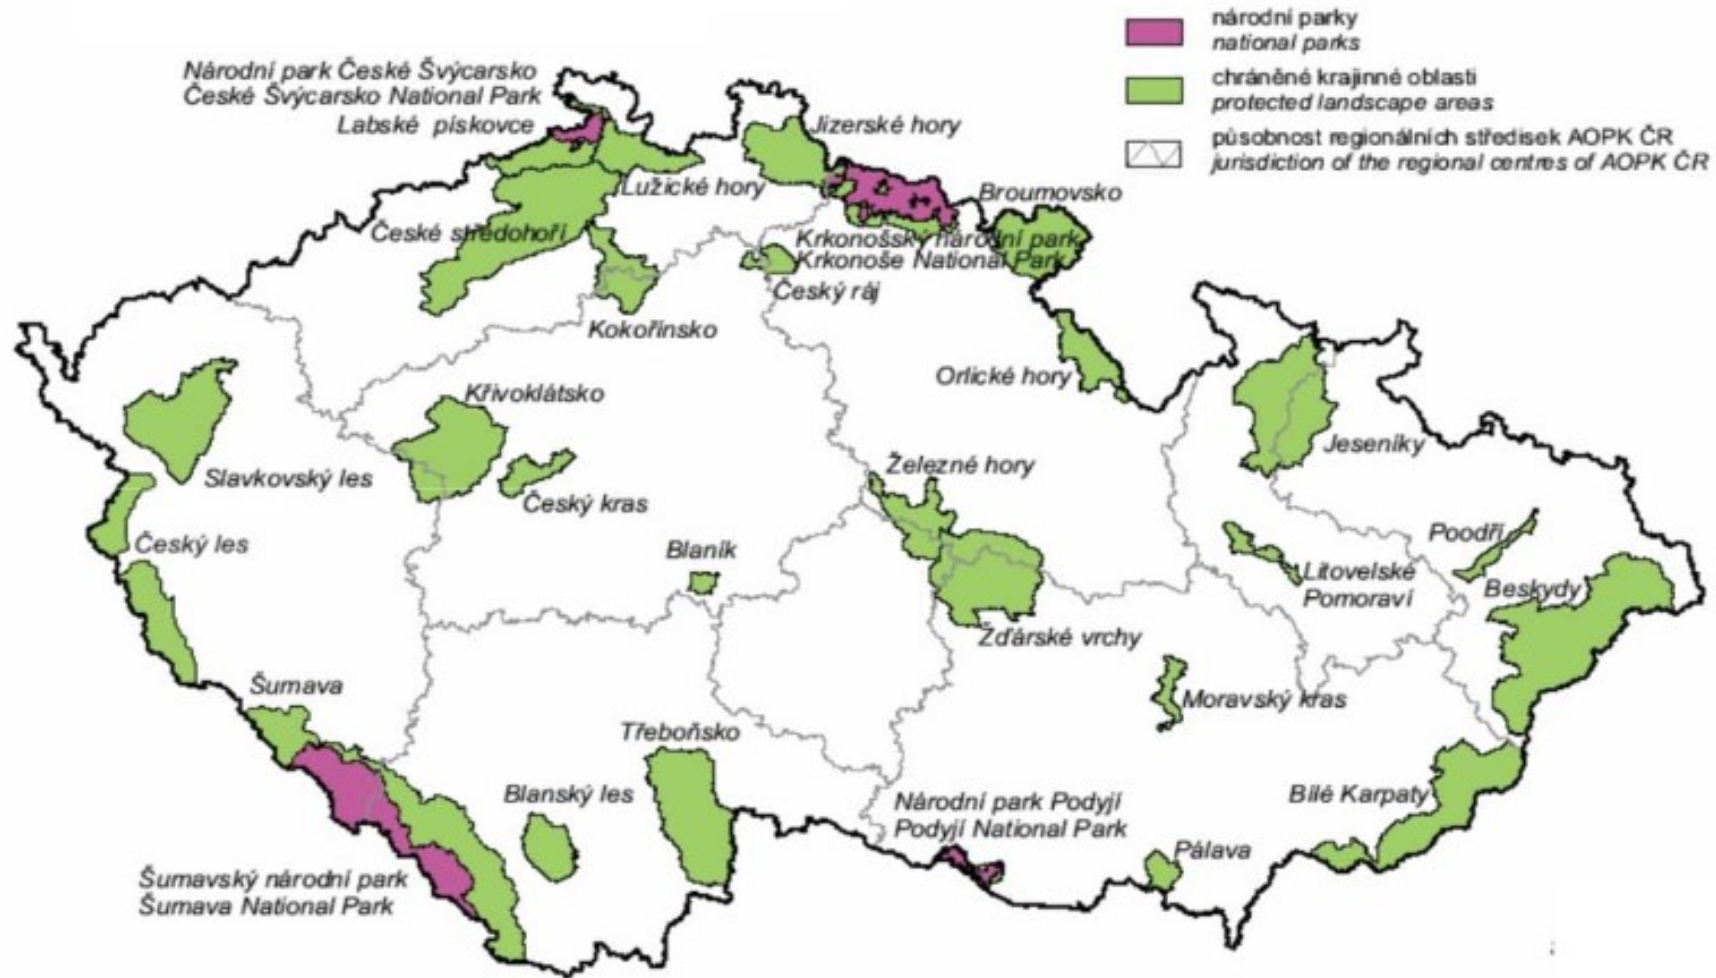 národní parky
national parks
chráněné krajinné oblasti
protected landscape areas
působnost regionálních středisek AOPK ČR
jurisdiction of the regional centres of AOPK ČR
Národní park České Švýcarsko
České Švýcarsko National Park
Labské pískovce
Jizerské hory
Lužické hory
Broumovsko
České středohoří
Krkonošský národní park
Krkonoše National Park
Český ráj
Kokořínsko
Orlické hory
Křivoklátsko
Jeseníky
Slavkovský les
Železné hory
Český kras
Český les
Blaník
Poodří
Litovelské
Pomoraví
Beskydy
Žďárské vrchy
Šumava
Moravský kras
Třeboňsko
Blanský les
Národní park Podyjí
Podyjí National Park
Bílé Karpaty
Pálava
Šumavský národní park
Šumava National Park